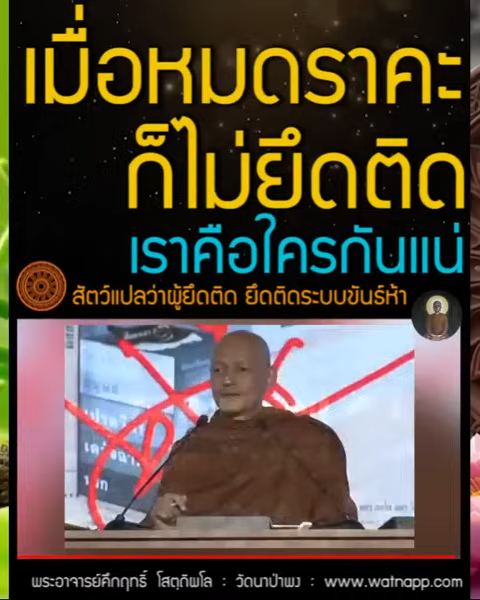 เมื่อหมดราคะ
ก็ไม่ยึดติด
เราคือใครกันแน่
สัตว์แปลว่าผู้ยึดติด ยึดติดระบบขันธ์ห้า
พระอาจารย์คึกฤทธิ์ โสตฺถิผโล : วัดนาป่าพง : www.watnapp.com